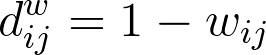 $d_{ij}^{w} = 1 - w_{ij}$